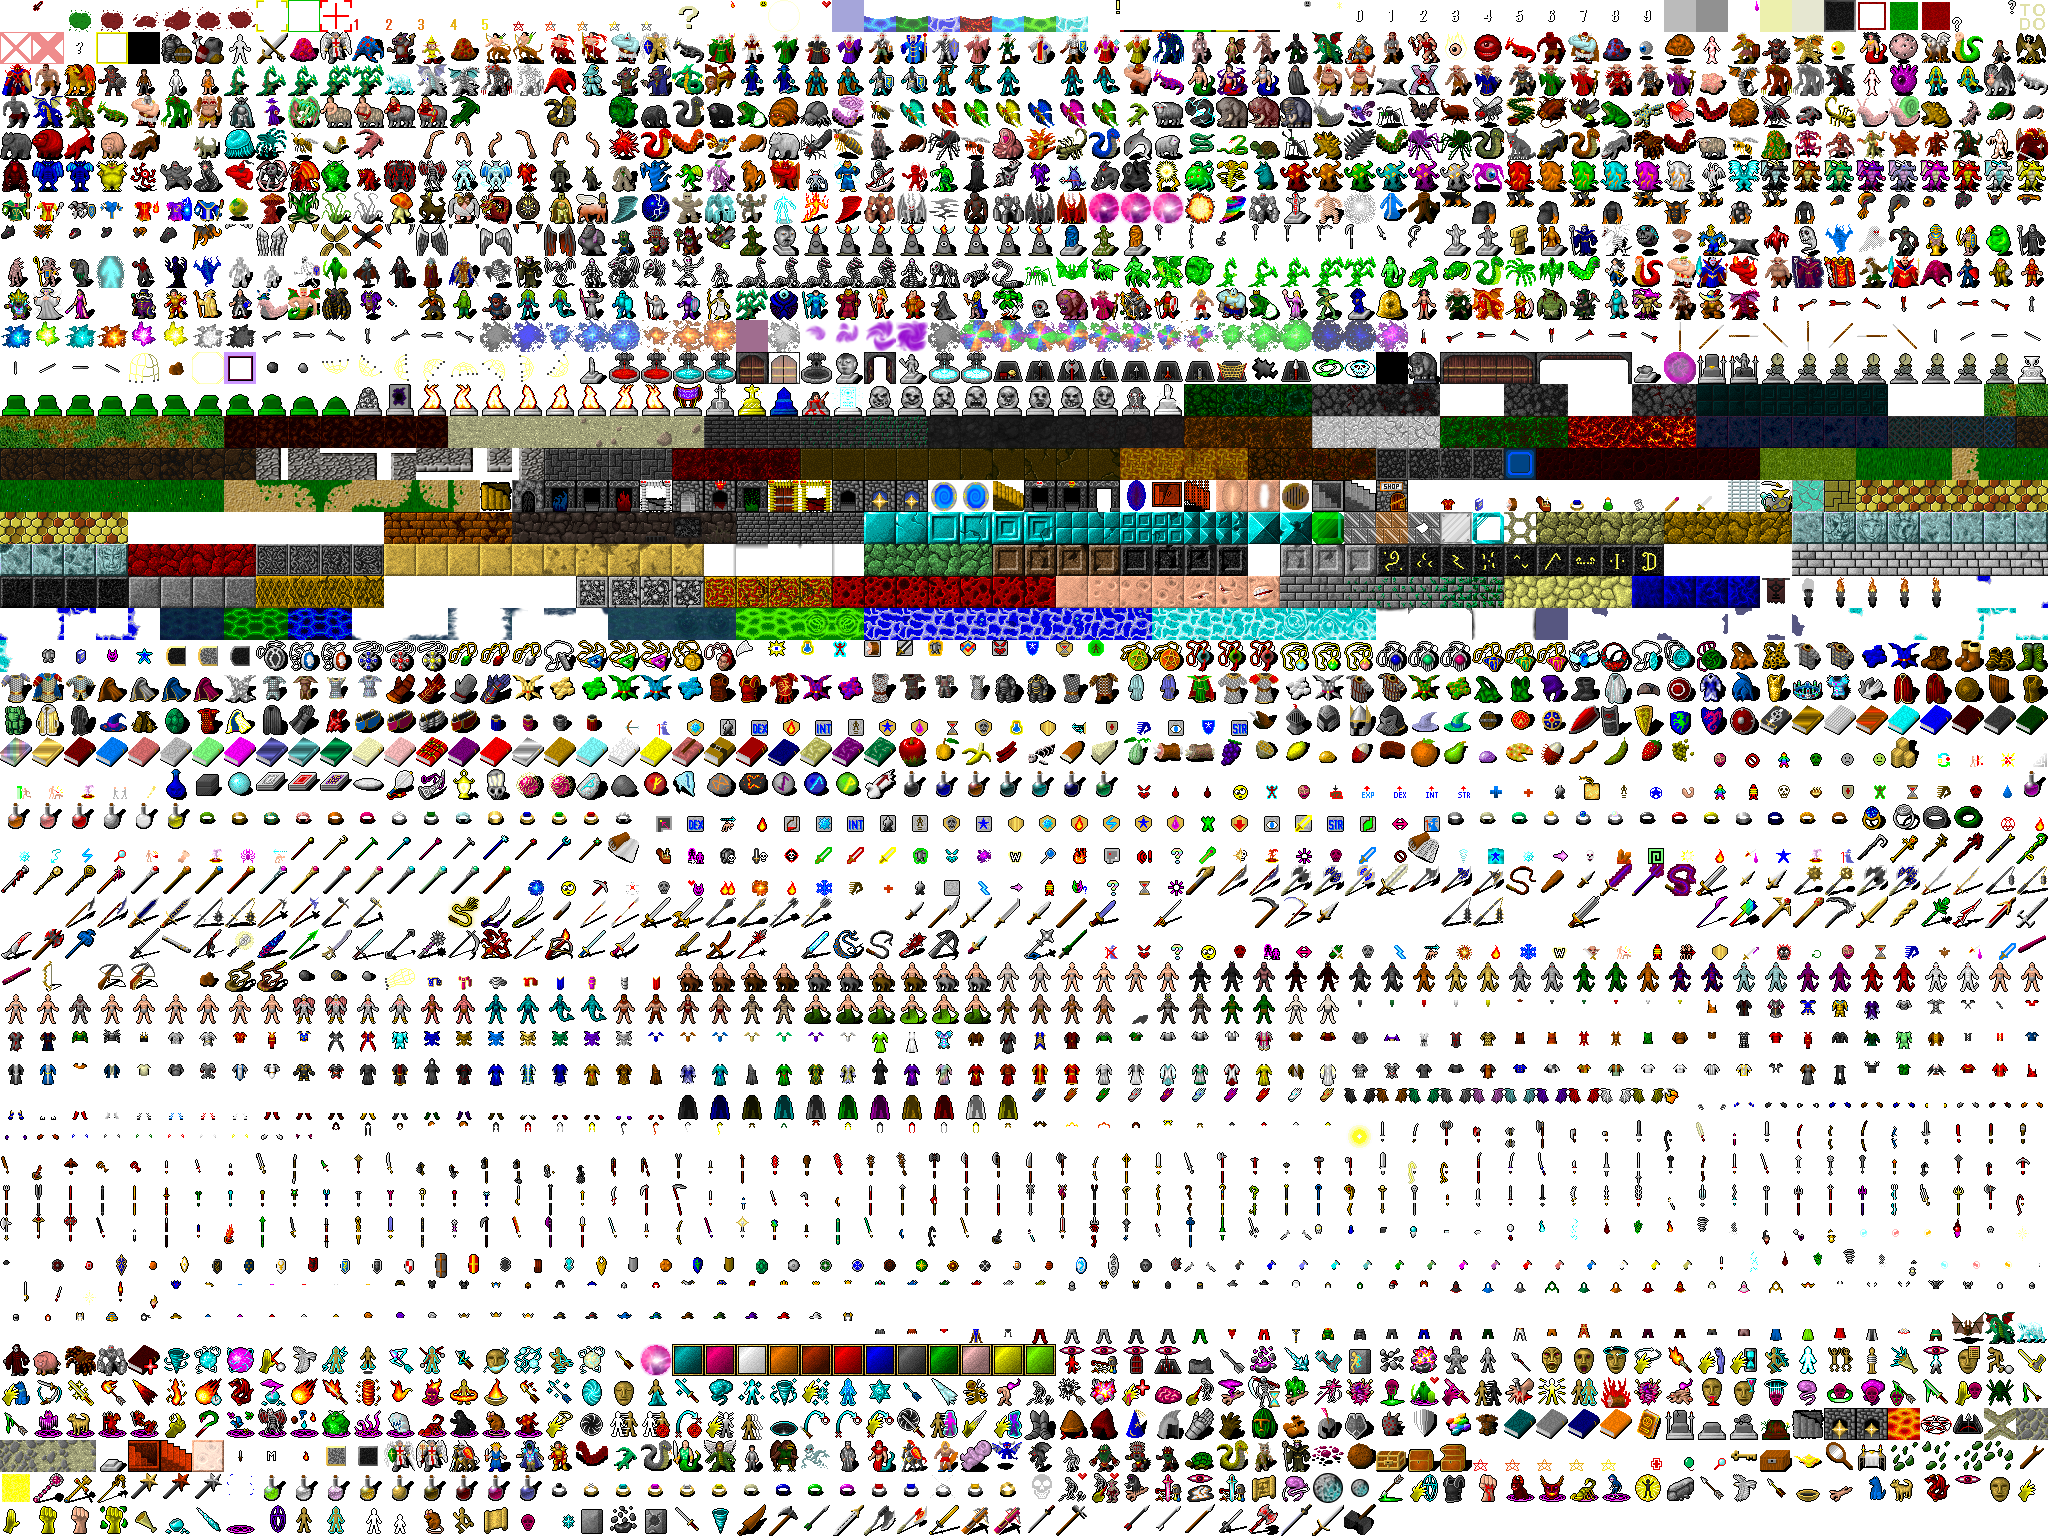 ? ! 0 1 2 3 4 5 6 7 8 9 ? TO
1 2 3 4 5 ? DO
?
SHOP
DEX INT STR
EXP DEX INT STR
DEX INT STR
W ?
?
? W
M